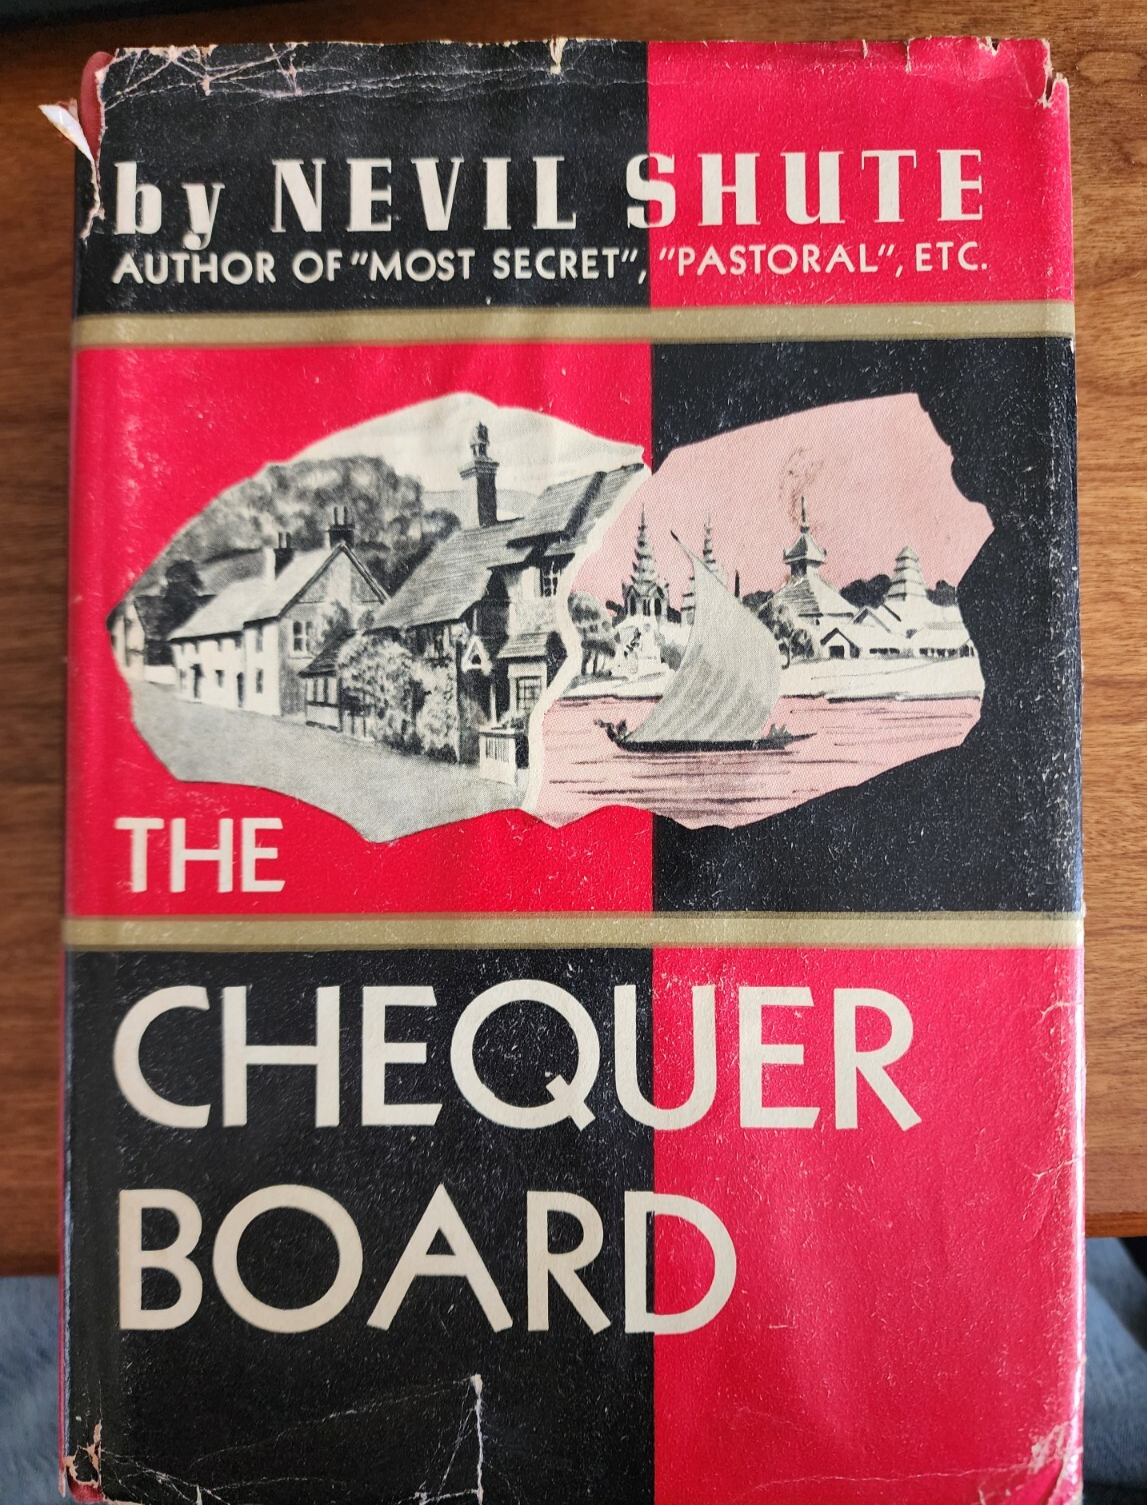 by NEVIL SHUTE
AUTHOR OF "MOST SECRET", "PASTORAL", ETC.
THE
CHEQUER
BOARD